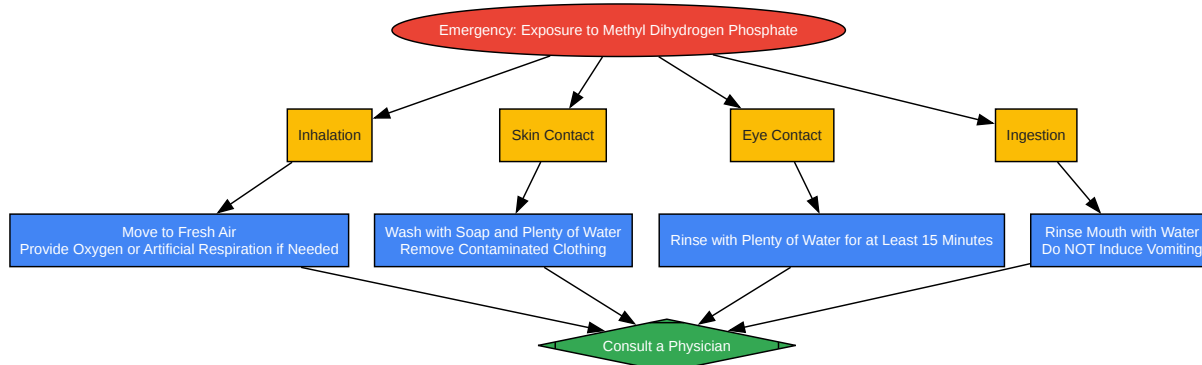 Emergency: Exposure to Methyl Dihydrogen Phosphate
Inhalation
Skin Contact
Eye Contact
Ingestion
Move to Fresh Air
Provide Oxygen or Artificial Respiration if Needed
Wash with Soap and Plenty of Water
Remove Contaminated Clothing
Rinse with Plenty of Water for at Least 15 Minutes
Rinse Mouth with Water
Do NOT Induce Vomiting
Consult a Physician